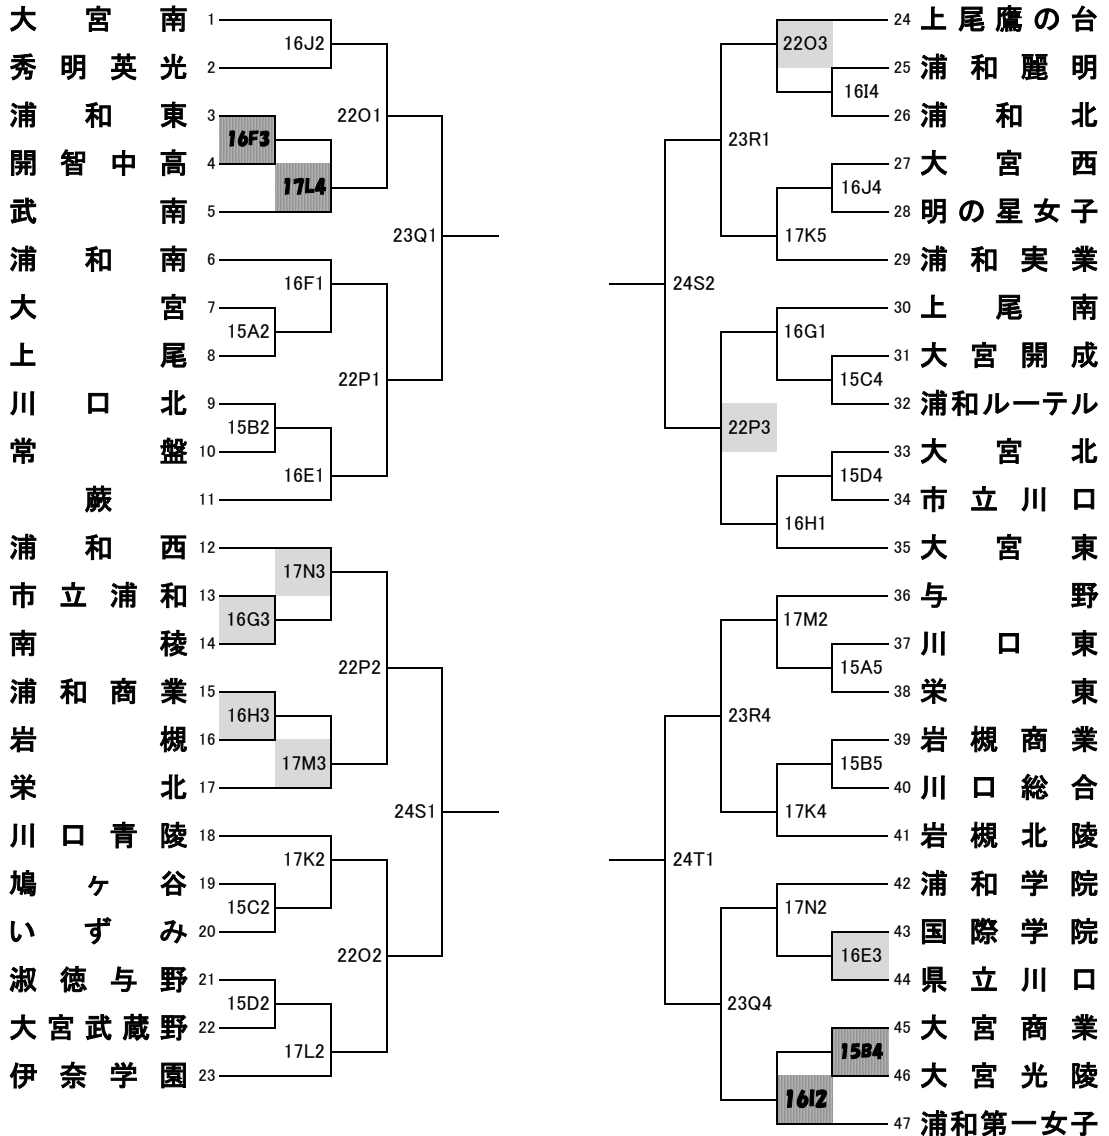 大宮南 1
16J2
秀明英光 2
22O1
浦和東 3
16F3
開智中高 4
17L4
武南 5
23Q1
浦和南 6
16F1
大宮 7
15A2
上尾 8
22P1
川口北 9
15B2
常盤 10
16E1
蕨 11
浦和西 12
17N3
市立浦和 13
16G3
南稜 14
22P2
浦和商業 15
16H3
岩槻 16
17M3
栄北 17
24S1
川口青陵 18
17K2
鳩ヶ谷 19
15C2
いずみ 20
22O2
淑徳与野 21
15D2
大宮武蔵野 22
17L2
伊奈学園 23
24 上尾鷹の台
22O3
25 浦和麗明
16I4
26 浦和北
23R1
27 大宮西
16J4
28 明の星女子
17K5
29 浦和実業
24S2
30 上尾南
16G1
31 大宮開成
15C4
32 浦和ルーテル
22P3
33 大宮北
15D4
34 市立川口
16H1
35 大宮東
36 与野
17M2
37 川口東
15A5
38 栄東
23R4
39 岩槻商業
15B5
40 川口総合
17K4
41 岩槻北陵
24T1
42 浦和学院
17N2
43 国際学院
16E3
44 県立川口
23Q4
45 大宮商業
15B4
46 大宮光陵
16I2
47 浦和第一女子